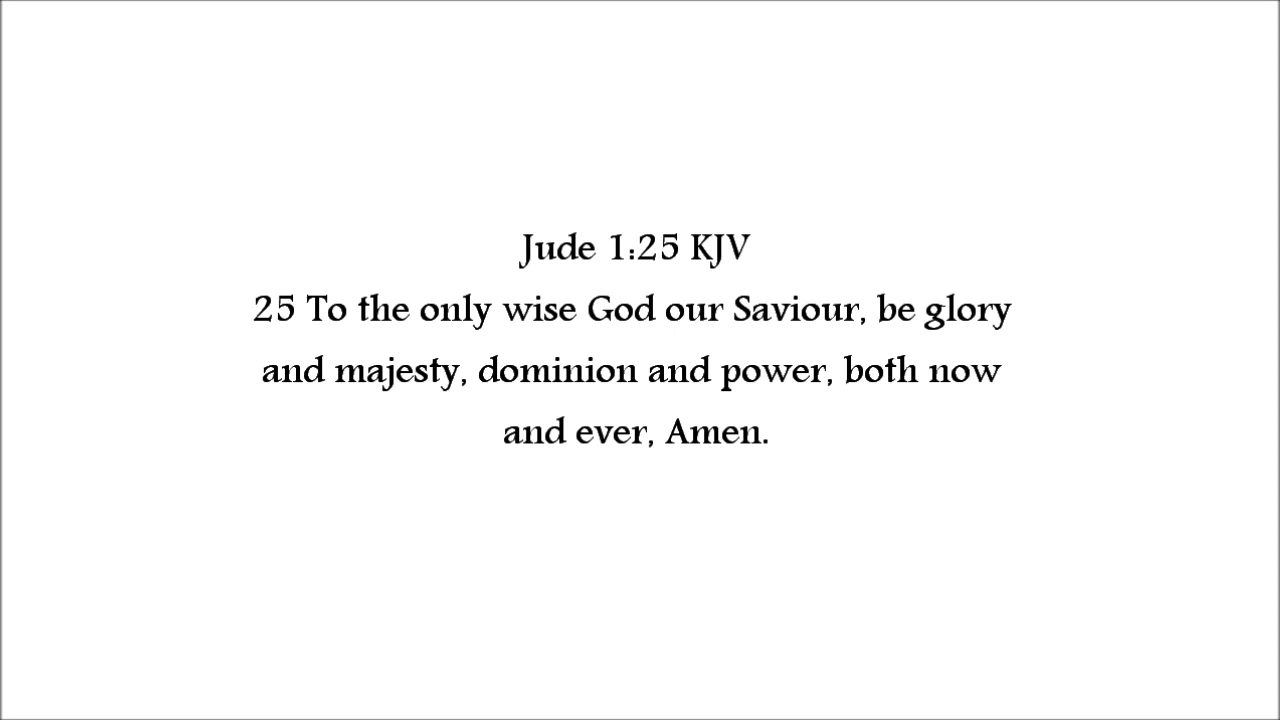 Jude 1:25 KJV
25 To the only wise God our Saviour, be glory
and majesty, dominion and power, both now
and ever, Amen.